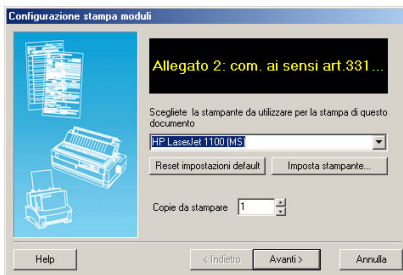 Configurazione stampa moduli
Allegato 2: com. ai sensi art.331...
Scegliete la stampante da utilizzare per la stampa di questo
documento
HP LaserJet 1100 (MS)
Reset impostazioni default Imposta stampante...
Copie da stampare 1
Help < Indietro Avanti > Annulla